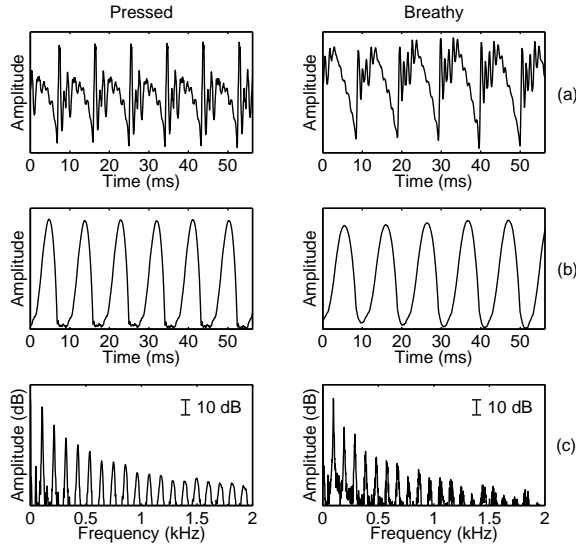 Pressed
Breathy
Amplitude
0 10 20 30 40 50
Time (ms)
Amplitude
0 10 20 30 40 50
Time (ms)
(a)
Amplitude
0 10 20 30 40 50
Time (ms)
Amplitude
0 10 20 30 40 50
Time (ms)
(b)
Amplitude (dB)
10 dB
0 0.5 1 1.5 2
Frequency (kHz)
Amplitude (dB)
10 dB
0 0.5 1 1.5 2
Frequency (kHz)
(c)